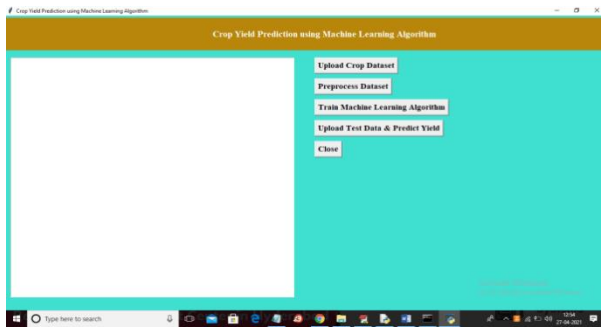 Crop Yield Prediction using Machine Learning Algorithm
Crop Yield Prediction using Machine Learning Algorithm
Upload Crop Dataset
Preprocess Dataset
Train Machine Learning Algorithm
Upload Test Data & Predict Yield
Close
Type here to search
12:54
27-04-2021